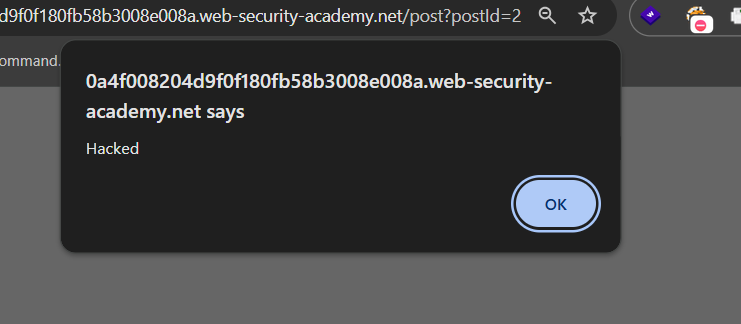 d9f0f180fb58b3008e008a.web-security-academy.net/post?postId=2
ommand.
0a4f008204d9f0f180fb58b3008e008a.web-security-
academy.net says
Hacked
OK